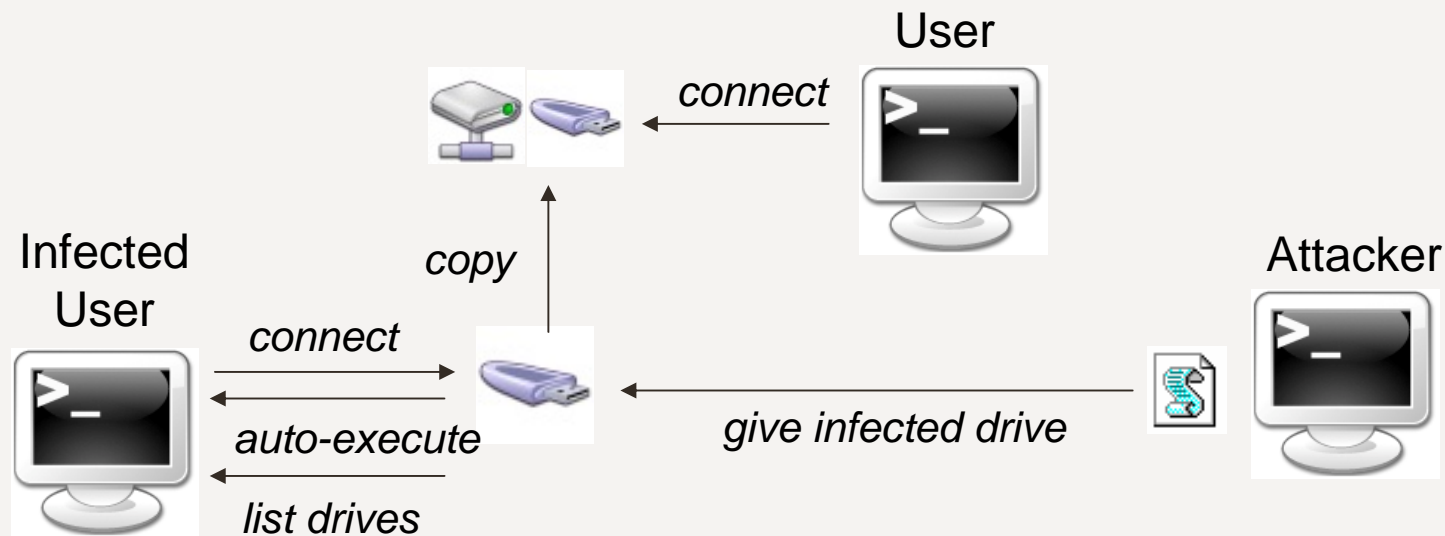 User
connect
>_
Infected
User
copy
Attacker
connect
>_
>_
auto-execute
give infected drive
list drives